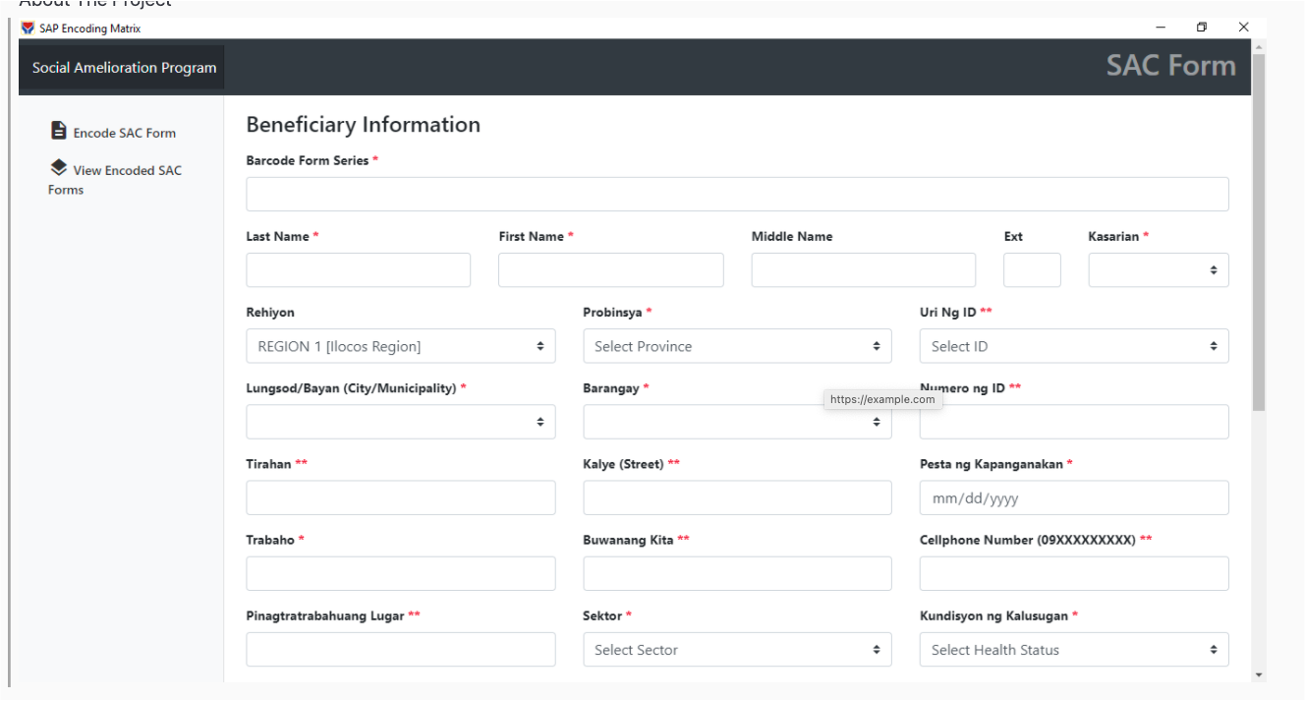 About The Project
SAP Encoding Matrix
Social Amelioration Program
SAC Form
Encode SAC Form
View Encoded SAC
Forms
Beneficiary Information
Barcode Form Series *
Last Name * First Name * Middle Name Ext Kasarian *
Rehiyon Probinsya * Uri Ng ID **
REGION 1 [Ilocos Region] Select Province Select ID
Lungsod/Bayan (City/Municipality) * Barangay * Numero ng ID **
https://example.com
Tirahan ** Kalye (Street) ** Pesta ng Kapanganakan *
mm/dd/yyyy
Trabaho * Buwanang Kita ** Cellphone Number (09XXXXXXXXX) **
Pinagtratrabahuang Lugar ** Sektor * Kundisyon ng Kalusugan *
Select Sector Select Health Status